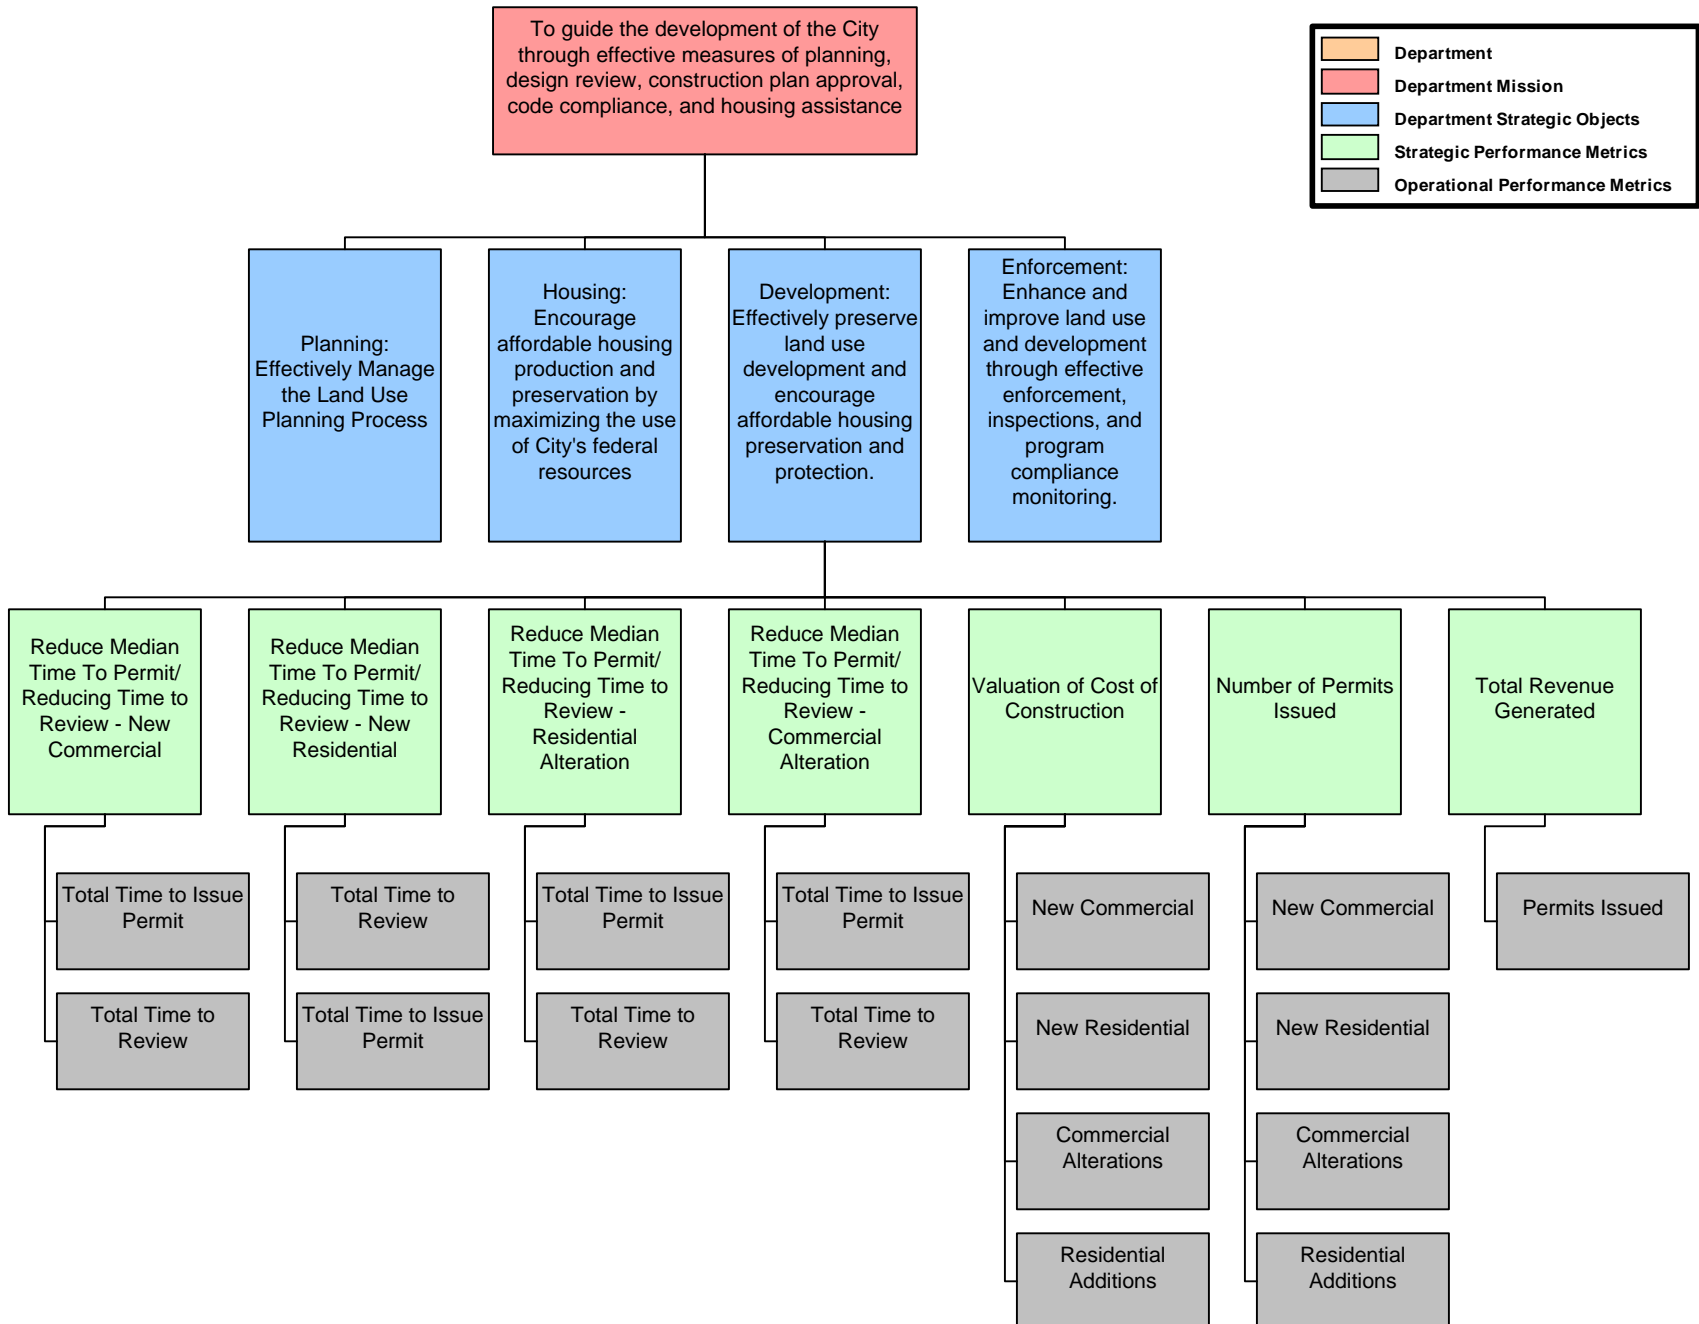 To guide the development of the City
through effective measures of planning,
design review, construction plan approval,
code compliance, and housing assistance
Department
Department Mission
Department Strategic Objects
Strategic Performance Metrics
Operational Performance Metrics
Planning:
Effectively Manage
the Land Use
Planning Process
Housing:
Encourage
affordable housing
production and
preservation by
maximizing the use
of City's federal
resources
Development:
Effectively preserve
land use
development and
encourage
affordable housing
preservation and
protection.
Enforcement:
Enhance and
improve land use
and development
through effective
enforcement,
inspections, and
program
compliance
monitoring.
Reduce Median
Time To Permit/
Reducing Time to
Review - New
Commercial
Reduce Median
Time To Permit/
Reducing Time to
Review - New
Residential
Reduce Median
Time To Permit/
Reducing Time to
Review -
Residential
Alteration
Reduce Median
Time To Permit/
Reducing Time to
Review -
Commercial
Alteration
Valuation of Cost of
Construction
Number of Permits
Issued
Total Revenue
Generated
Total Time to Issue
Permit
Total Time to
Review
Total Time to
Review
Total Time to Issue
Permit
Total Time to Issue
Permit
Total Time to
Review
Total Time to Issue
Permit
Total Time to
Review
New Commercial
New Residential
Commercial
Alterations
Residential
Additions
New Commercial
New Residential
Commercial
Alterations
Residential
Additions
Permits Issued